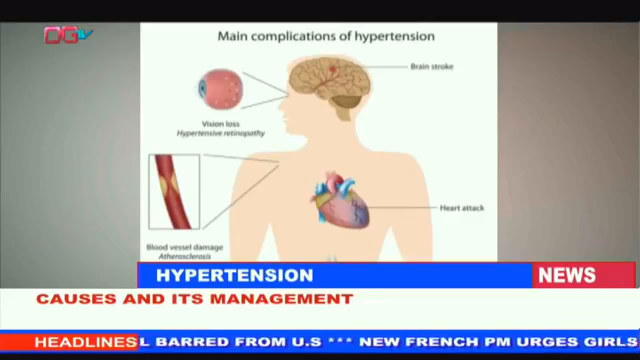 OGTV
Main complications of hypertension
Brain stroke
Vision loss
Hypertensive retinopathy
Heart attack
Blood vessel damage
Atherosclerosis
HYPERTENSION
NEWS
CAUSES AND ITS MANAGEMENT
HEADLINES
L BARRED FROM U.S *** NEW FRENCH PM URGES GIRLS